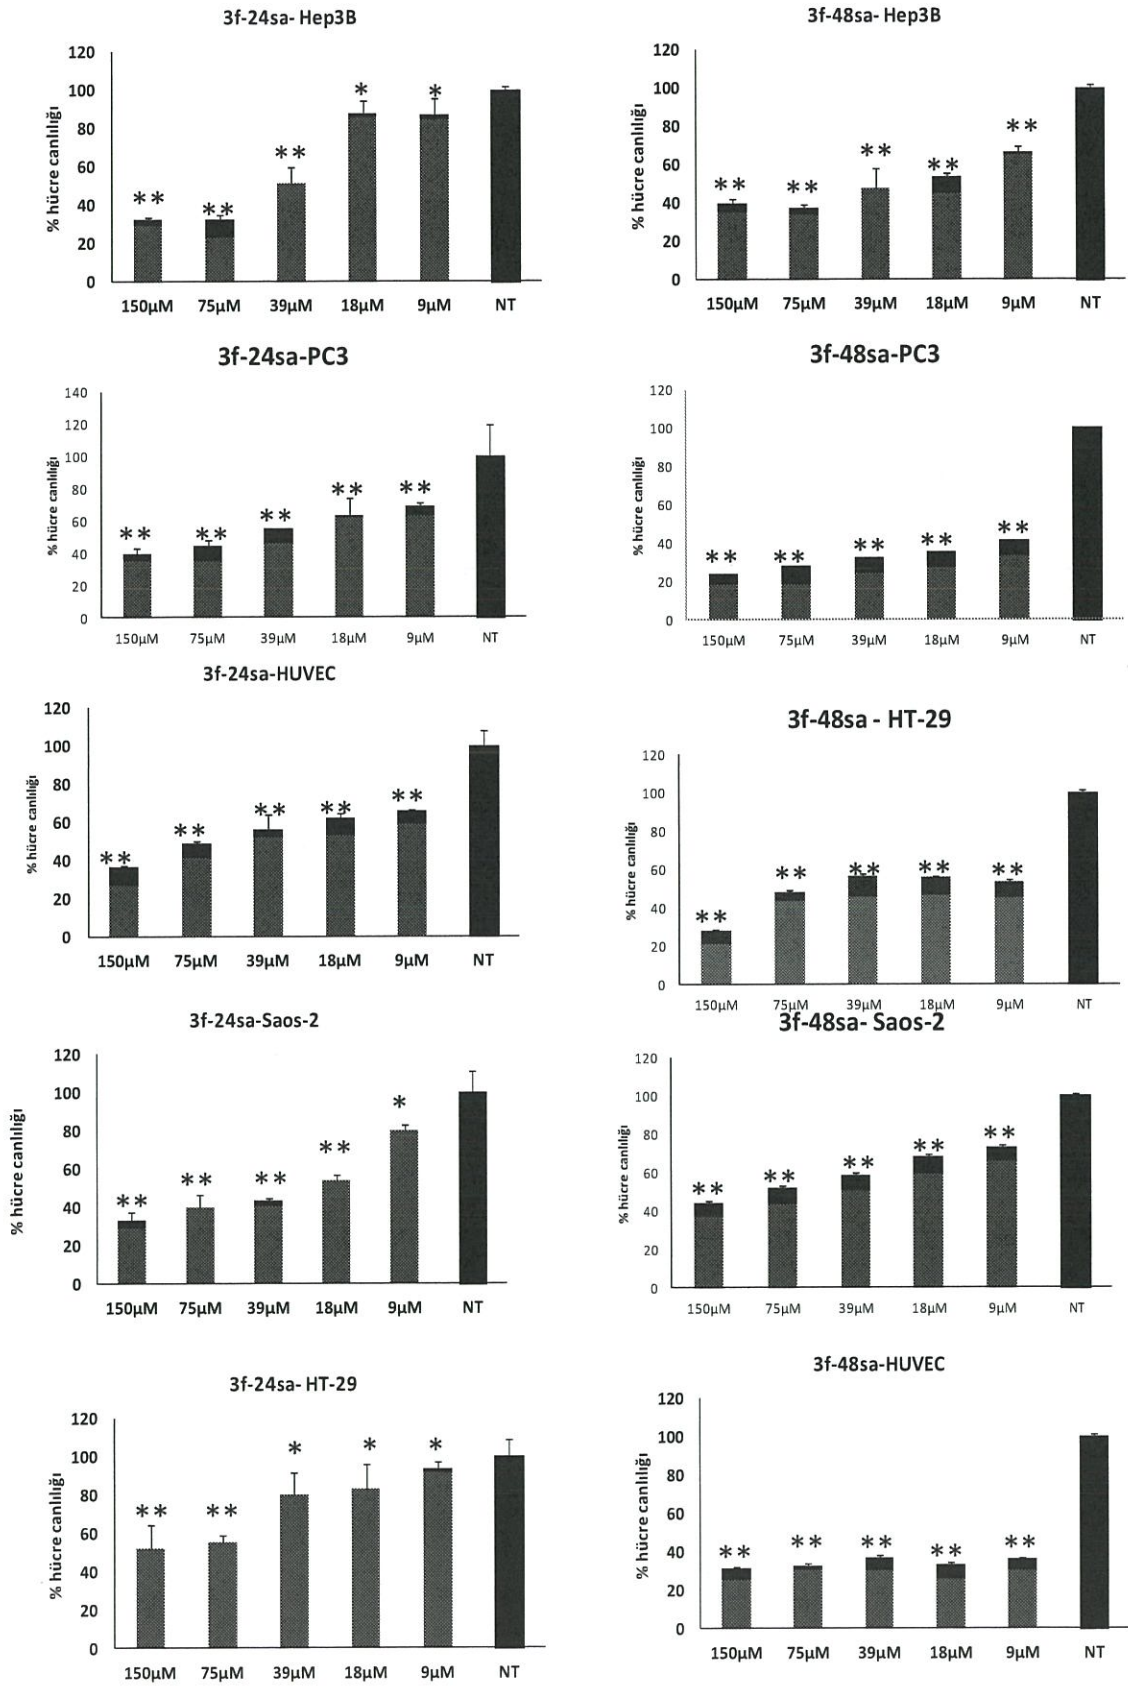 3f-24sa- Hep3B
% hücre canlılığı
120
100
80
60
40
20
0
** ** ** * *
150μM 75μM 39μM 18μM 9μM NT
3f-48sa- Hep3B
% hücre canlılığı
120
100
80
60
40
20
0
** ** ** ** **
150μM 75μM 39μM 18μM 9μM NT
3f-24sa-PC3
% hücre canlılığı
140
120
100
80
60
40
20
0
** ** ** ** **
150μM 75μM 39μM 18μM 9μM NT
3f-48sa-PC3
% hücre canlılığı
120
100
80
60
40
20
0
** ** ** ** **
150μM 75μM 39μM 18μM 9μM NT
3f-24sa-HUVEC
% hücre canlılığı
120
100
80
60
40
20
0
** ** ** ** **
150μM 75μM 39μM 18μM 9μM NT
3f-48sa - HT-29
% hücre canlılığı
120
100
80
60
40
20
0
** ** ** ** **
150μM 75μM 39μM 18μM 9μM NT
3f-24sa-Saos-2
% hücre canlılığı
120
100
80
60
40
20
0
** ** ** ** *
150μM 75μM 39μM 18μM 9μM NT
3f-48sa- Saos-2
% hücre canlılığı
120
100
80
60
40
20
0
** ** ** ** **
150μM 75μM 39μM 18μM 9μM NT
3f-24sa- HT-29
% hücre canlılığı
120
100
80
60
40
20
0
** ** * * *
150μM 75μM 39μM 18μM 9μM NT
3f-48sa-HUVEC
% hücre canlılığı
120
100
80
60
40
20
0
** ** ** ** **
150μM 75μM 39μM 18μM 9μM NT